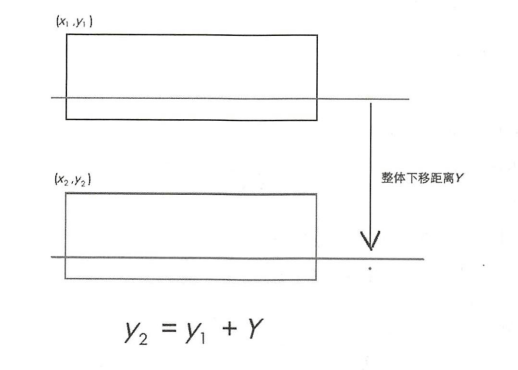 (x₁,y₁)
整体下移距离Y
(x₂,y₂)
y₂ = y₁ + Y